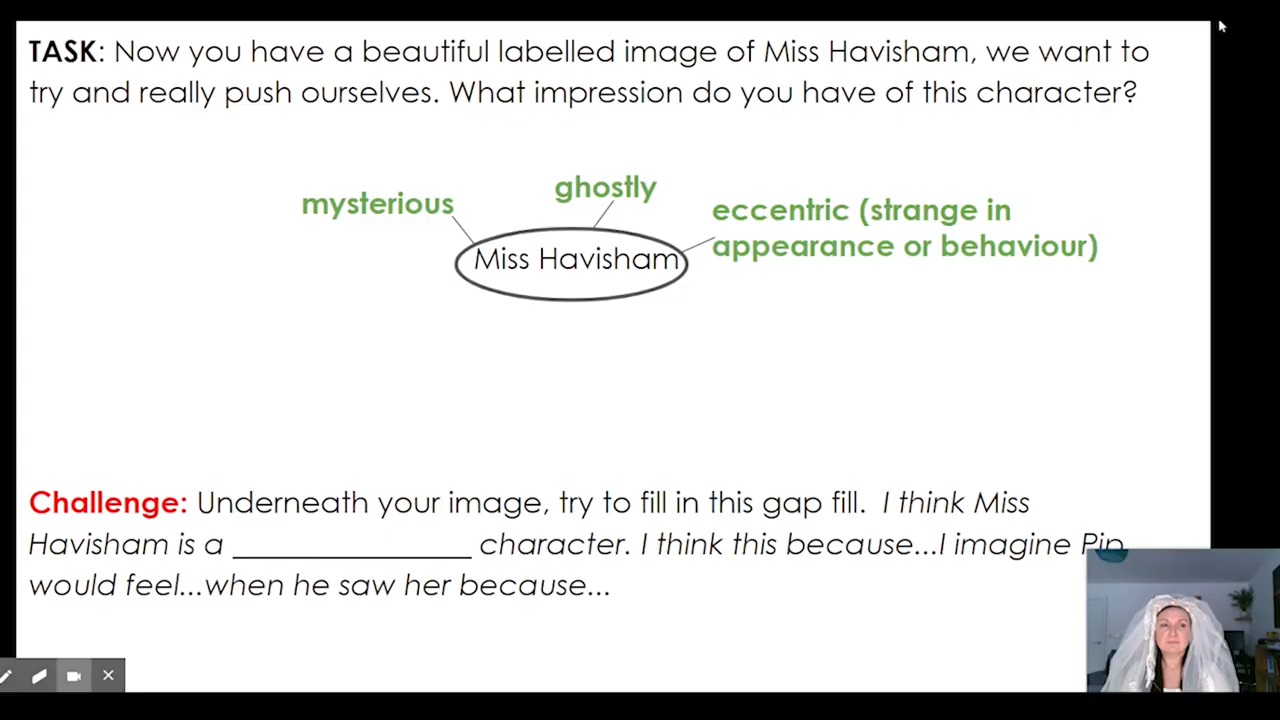 TASK: Now you have a beautiful labelled image of Miss Havisham, we want to
try and really push ourselves. What impression do you have of this character?
ghostly
mysterious
eccentric (strange in
appearance or behaviour)
Miss Havisham
Challenge: Underneath your image, try to fill in this gap fill. I think Miss
Havisham is a _______________ character. I think this because...I imagine Pip
would feel...when he saw her because...